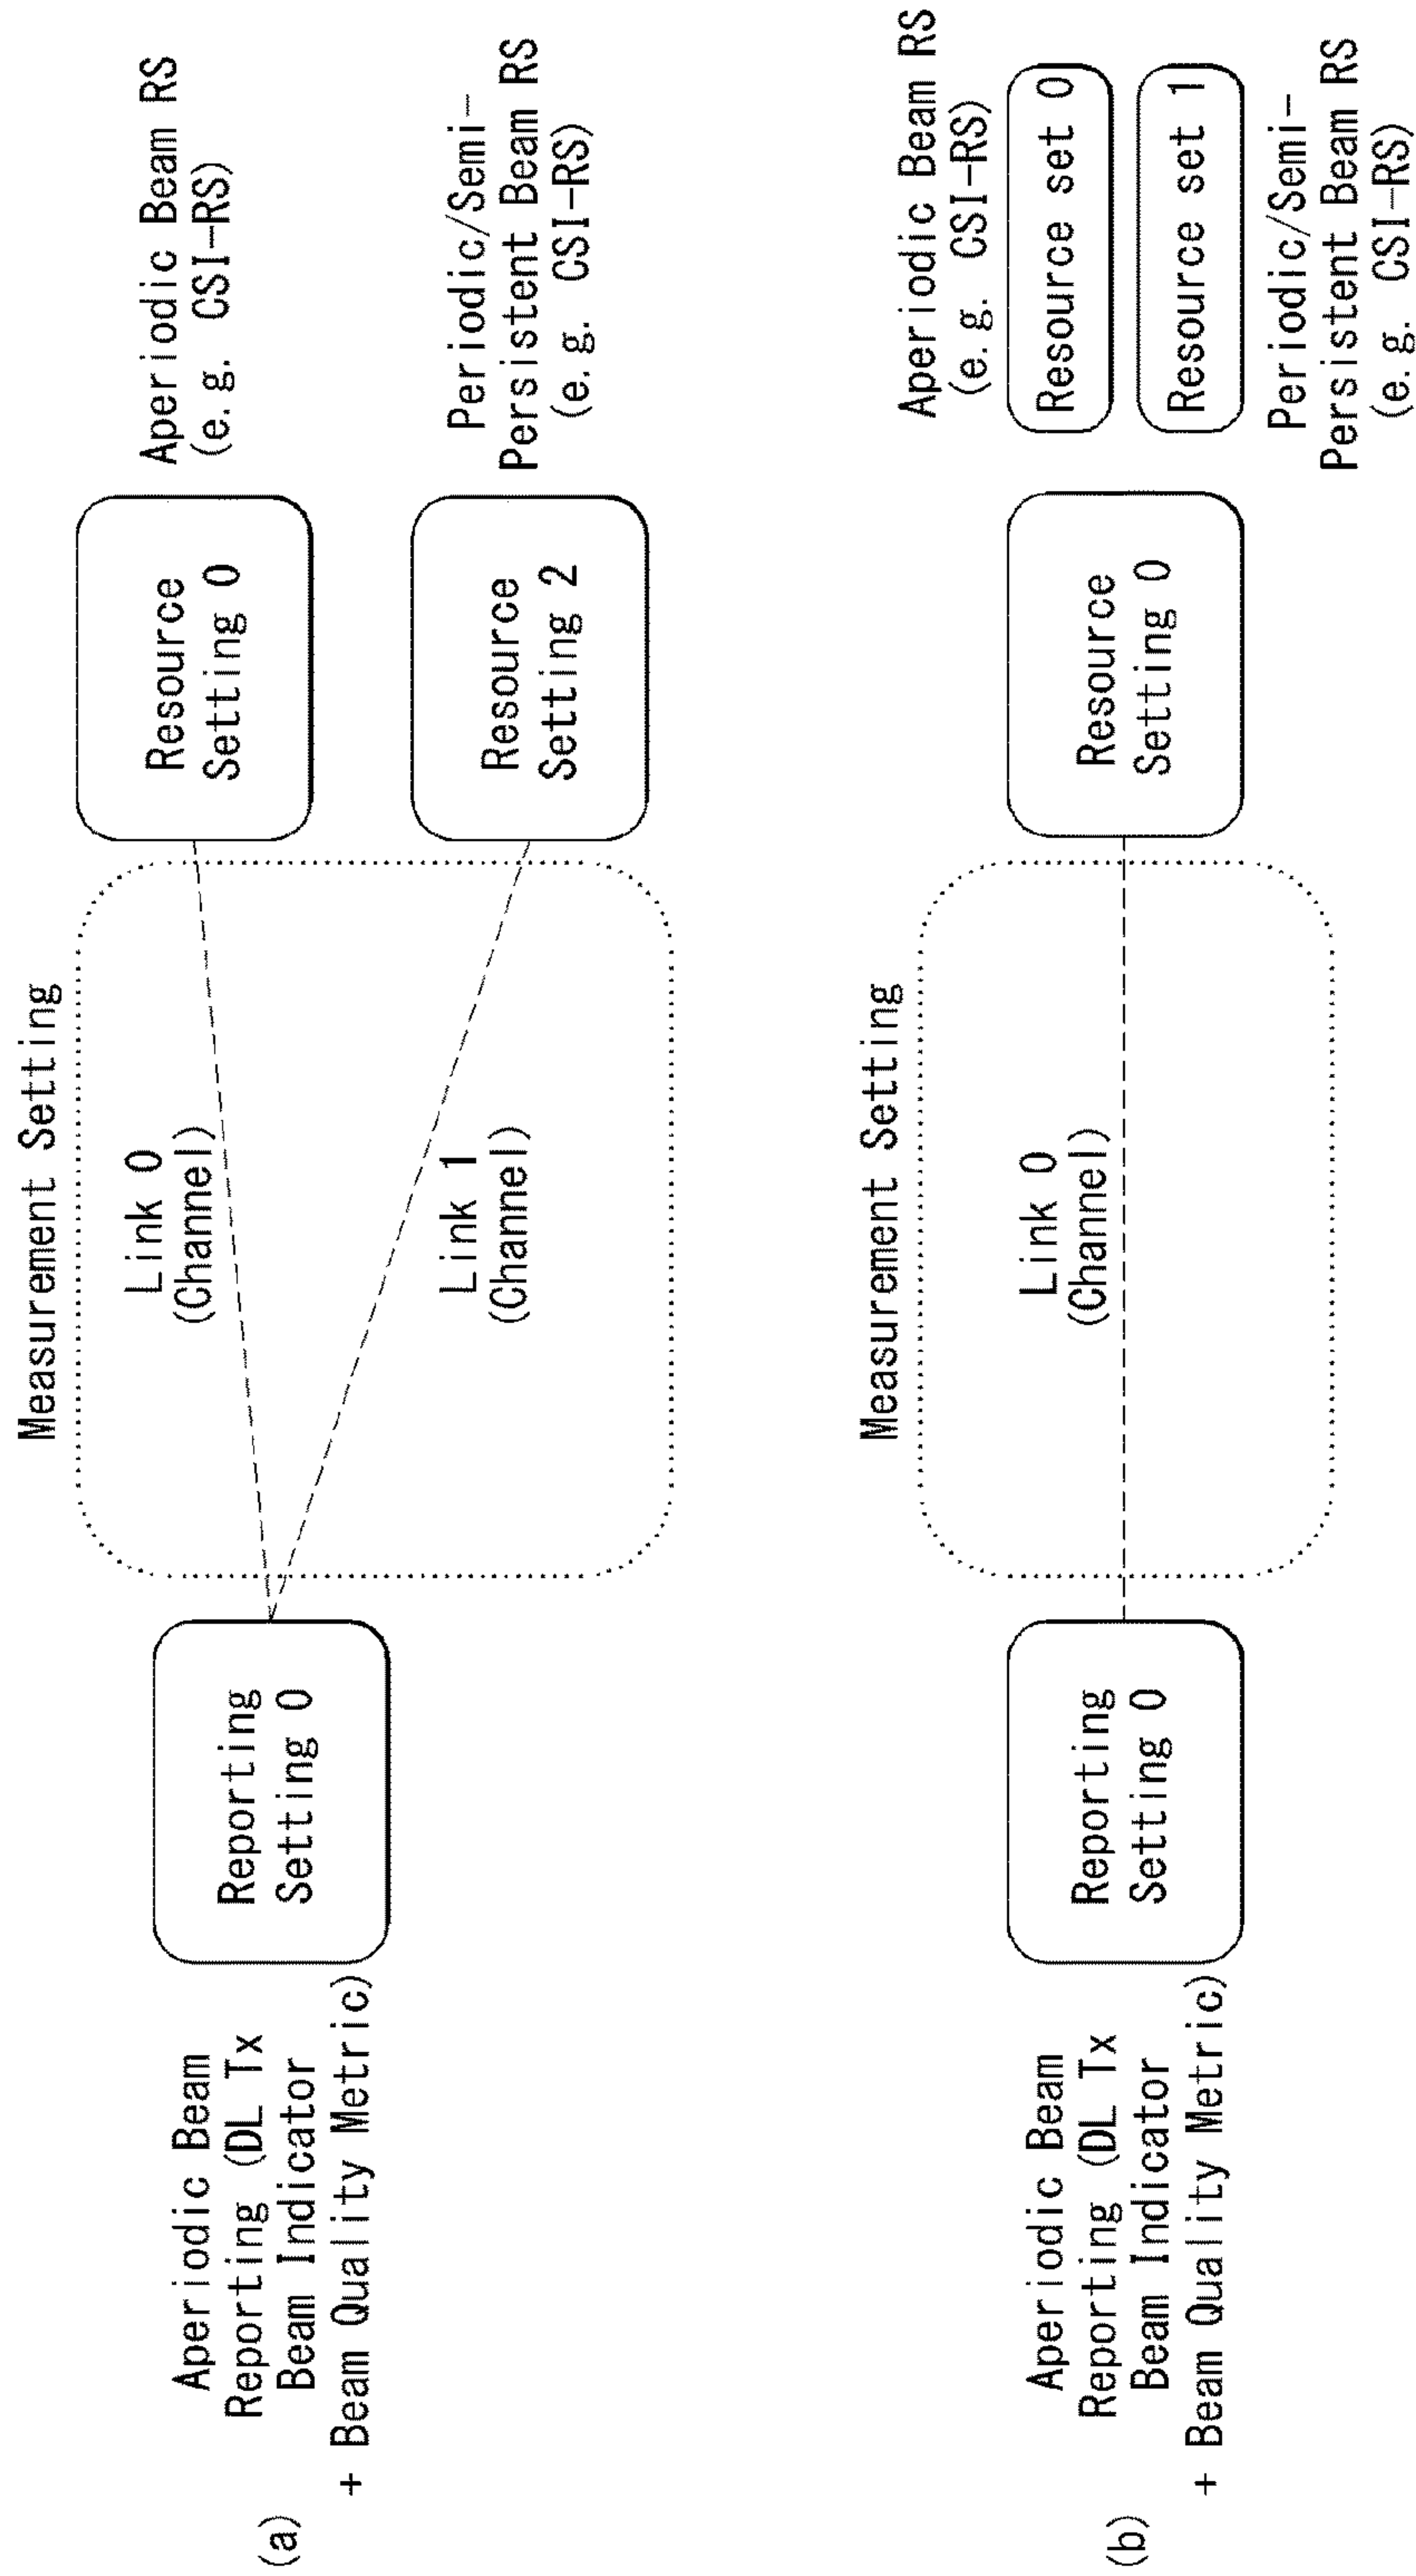 (a)
Aperiodic Beam
Reporting (DL Tx
Beam Indicator
+ Beam Quality Metric)
Reporting
Setting 0
Measurement Setting
Link 0
(Channel)
Link 1
(Channel)
Resource
Setting 0
Aperiodic Beam RS
(e.g. CSI-RS)
Resource
Setting 2
Periodic/Semi-
Persistent Beam RS
(e.g. CSI-RS)
(b)
Aperiodic Beam
Reporting (DL Tx
Beam Indicator
+ Beam Quality Metric)
Reporting
Setting 0
Measurement Setting
Link 0
(Channel)
Resource
Setting 0
Aperiodic Beam RS
(e.g. CSI-RS)
Resource set 0
Resource set 1
Periodic/Semi-
Persistent Beam RS
(e.g. CSI-RS)